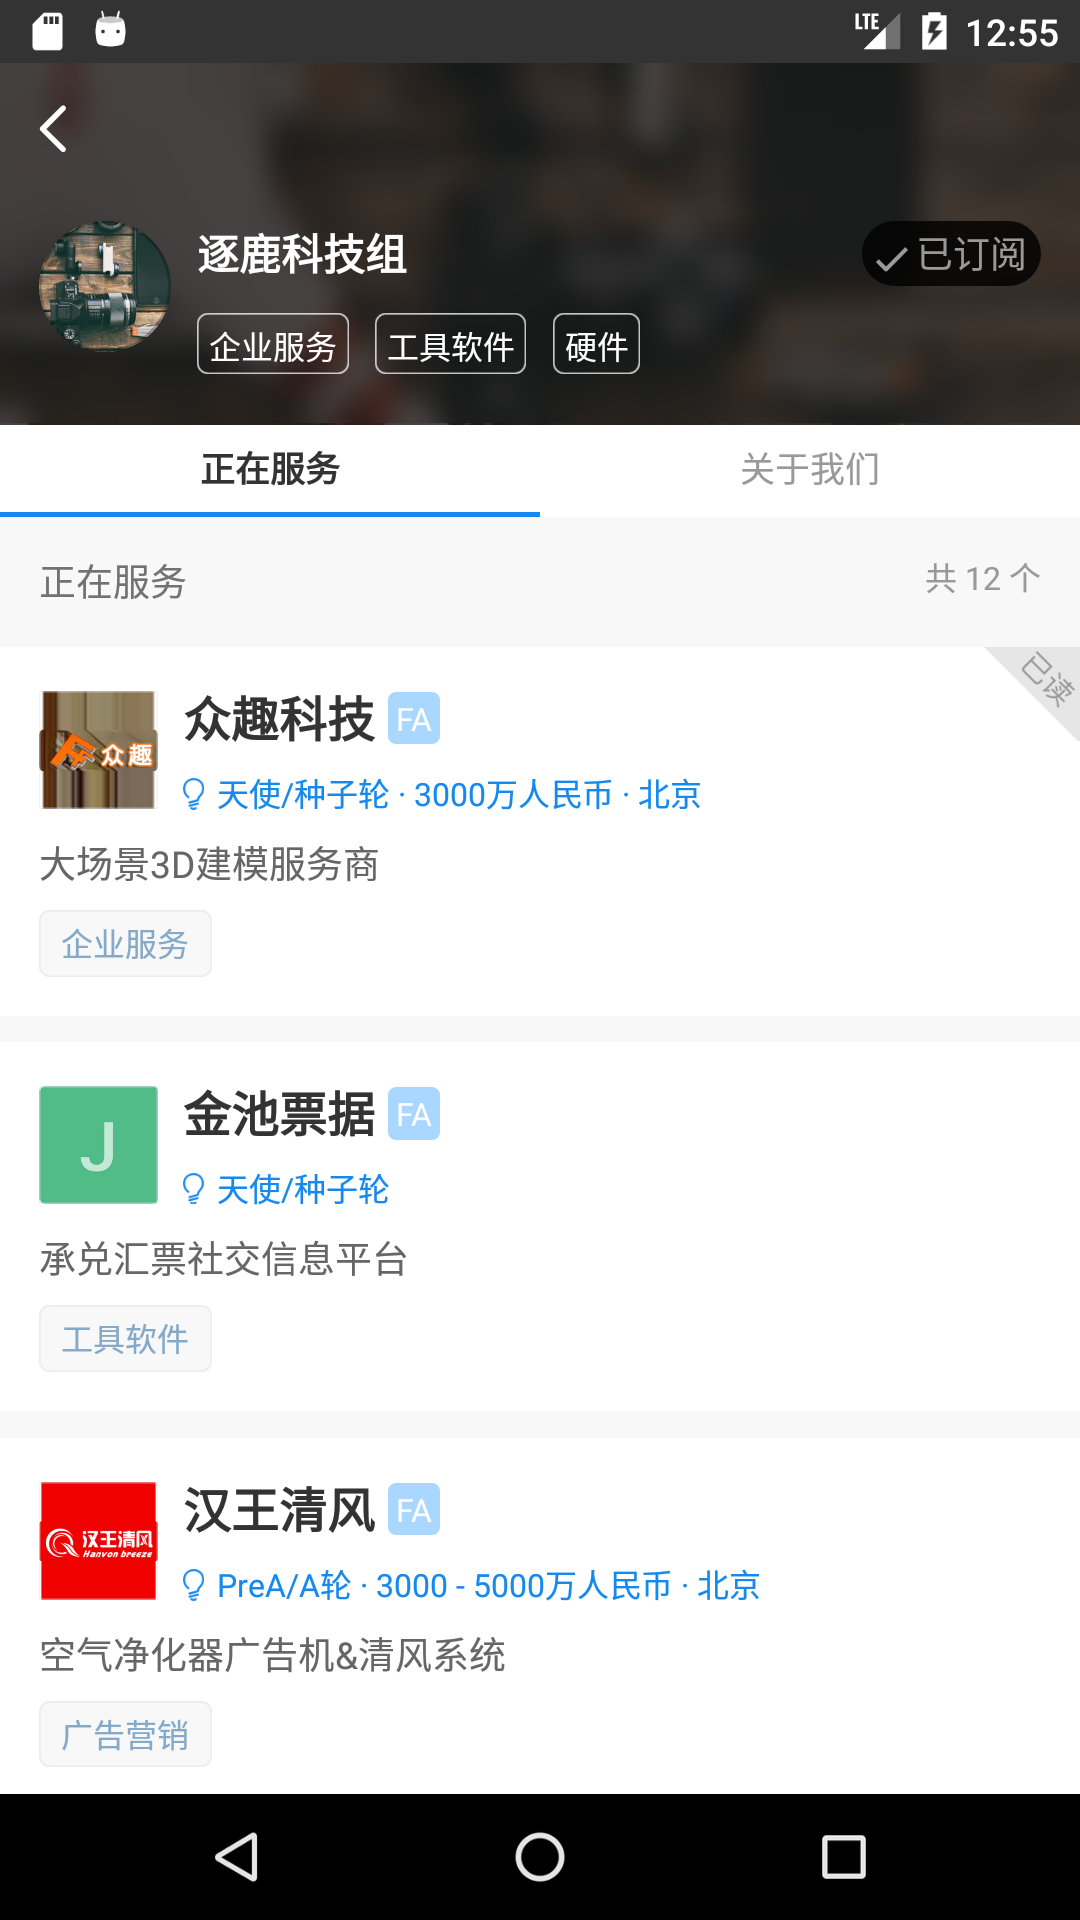 LTE 12:55
逐鹿科技组
已订阅
企业服务 工具软件 硬件
正在服务 关于我们
正在服务 共 12 个
已读
众趣
众趣科技 FA
天使/种子轮 · 3000万人民币 · 北京
大场景3D建模服务商
企业服务
J
金池票据 FA
天使/种子轮
承兑汇票社交信息平台
工具软件
汉王清风
Hanvon breeze
汉王清风 FA
PreA/A轮 · 3000 - 5000万人民币 · 北京
空气净化器广告机&清风系统
广告营销